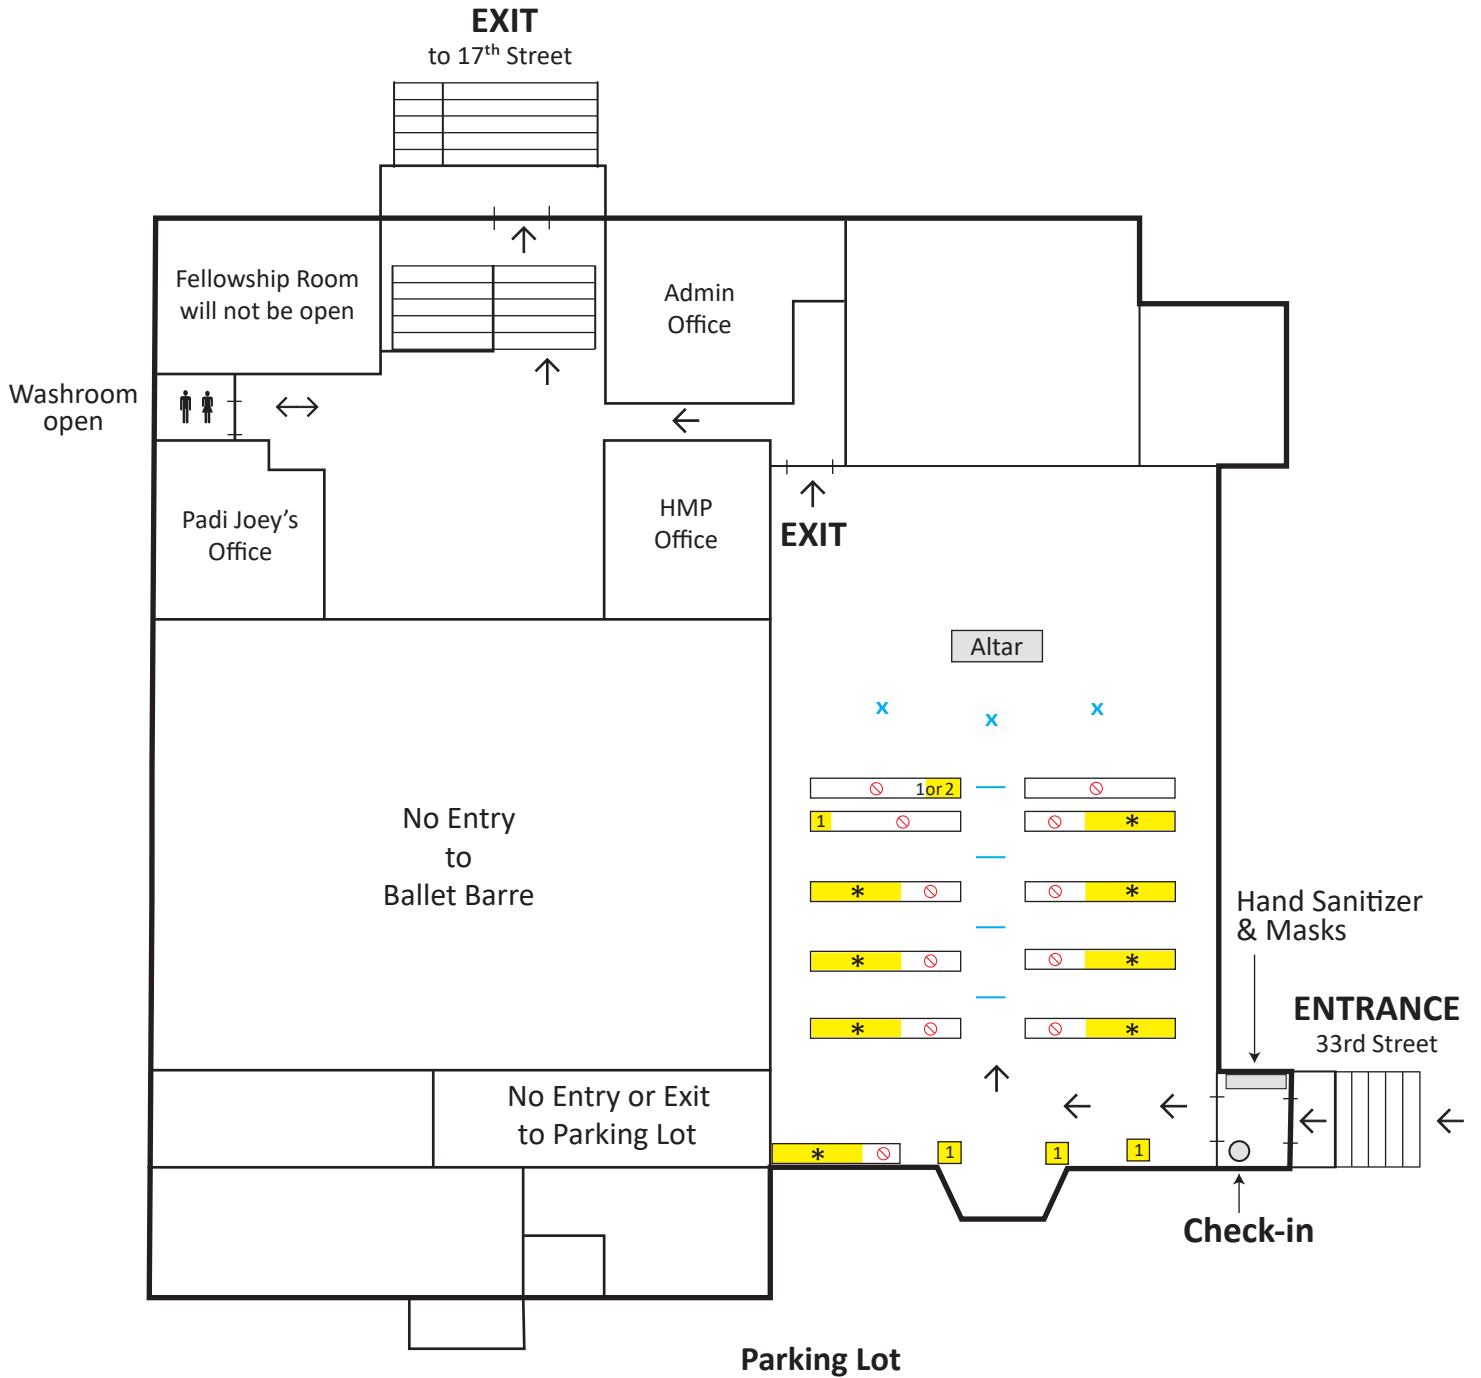 EXIT
to 17th Street
Fellowship Room
will not be open
Admin
Office
Washroom
open
Padi Joey's
Office
HMP
Office
EXIT
Altar
x
x
x
1or2
1
*
*
*
*
*
*
*
No Entry
to
Ballet Barre
Hand Sanitizer
& Masks
ENTRANCE
33rd Street
No Entry or Exit
to Parking Lot
*
1
1
1
Check-in
Parking Lot